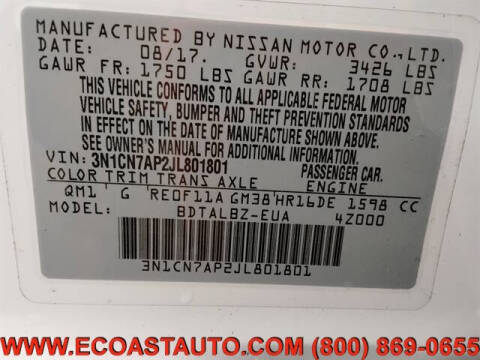 MANUFACTURED BY NISSAN MOTOR CO., LTD.
DATE: 08/17. GVWR: 3426 LBS
GAWR FR: 1750 LBS GAWR RR: 1708 LBS
THIS VEHICLE CONFORMS TO ALL APPLICABLE FEDERAL MOTOR
VEHICLE SAFETY, BUMPER AND THEFT PREVENTION STANDARDS
IN EFFECT ON THE DATE OF MANUFACTURE SHOWN ABOVE.
SEE OWNER'S MANUAL FOR ADDITIONAL INFORMATION
VIN: 3N1CN7AP2JL801801 PASSENGER CAR.
COLOR TRIM TRANS AXLE ENGINE
QM1 G RE0F11A GM38 HR16DE 1598 CC
MODEL: BDTALBZ-EUA 4Z000
3N1CN7AP2JL801801
WWW.ECOASTAUTO.COM (800) 869-0655